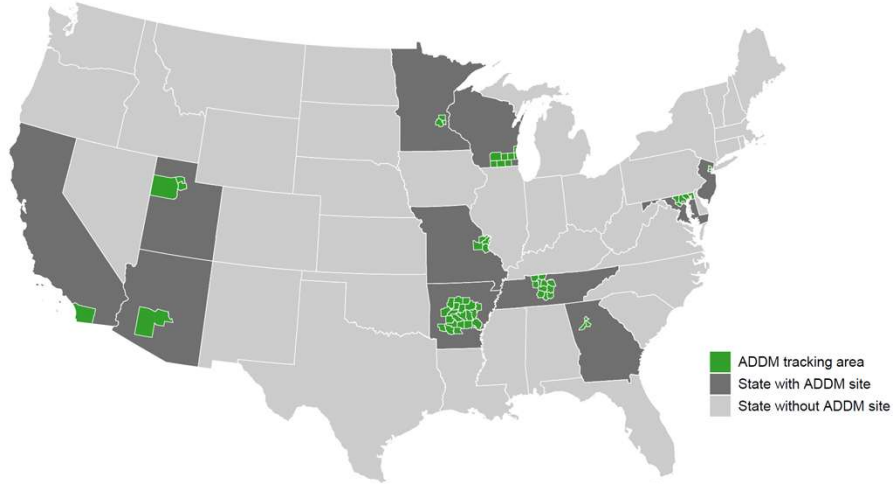 ADDM tracking area
State with ADDM site
State without ADDM site